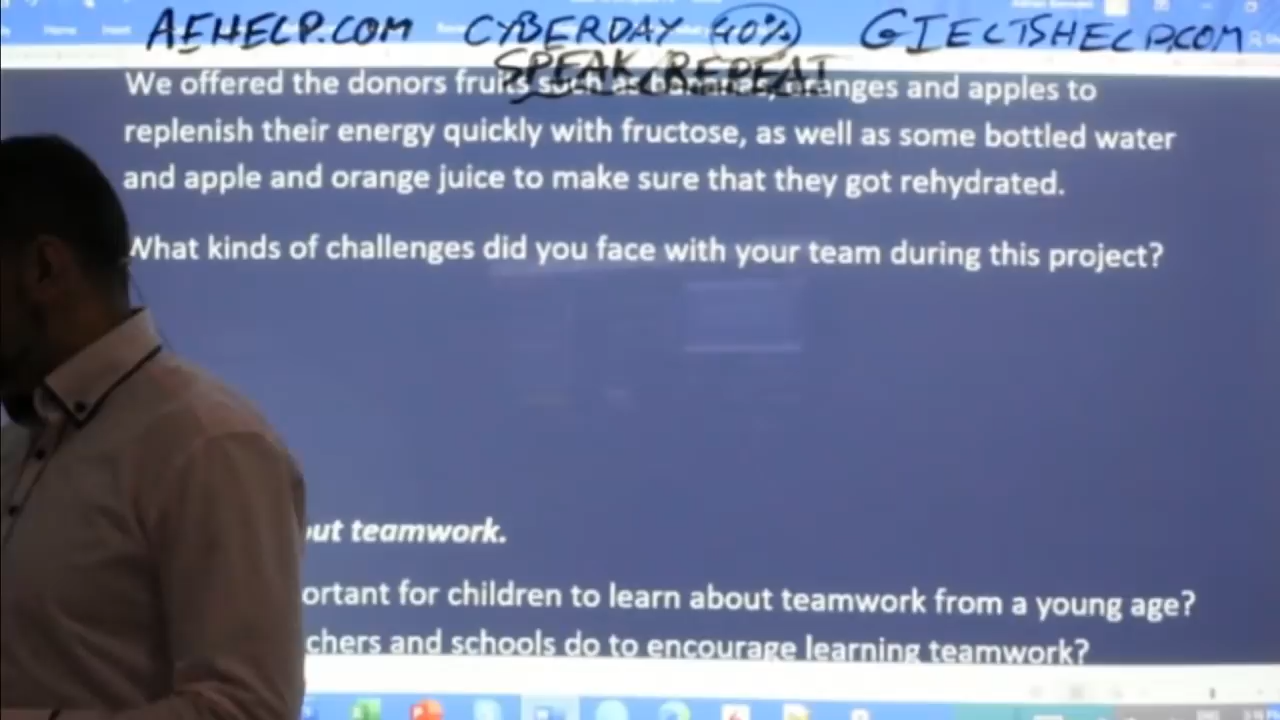 AEHELP.COM CYBERDAY 40% GIELTSHELP.COM
SPEAK, REPEAT
We offered the donors fruits such as bananas, oranges and apples to
replenish their energy quickly with fructose, as well as some bottled water
and apple and orange juice to make sure that they got rehydrated.
What kinds of challenges did you face with your team during this project?
out teamwork.
ortant for children to learn about teamwork from a young age?
chers and schools do to encourage learning teamwork?